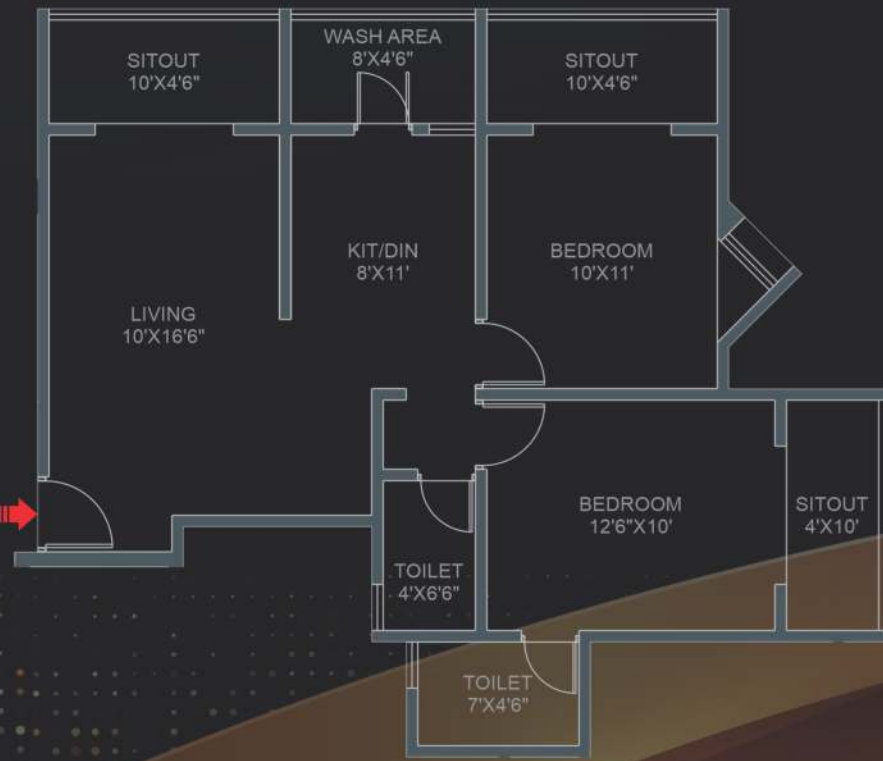 SITOUT
10'X4'6"
WASH AREA
8'X4'6"
SITOUT
10'X4'6"
KIT/DIN
8'X11'
BEDROOM
10'X11'
LIVING
10'X16'6"
BEDROOM
12'6"X10'
SITOUT
4'X10'
TOILET
4'X6'6"
TOILET
7'X4'6"